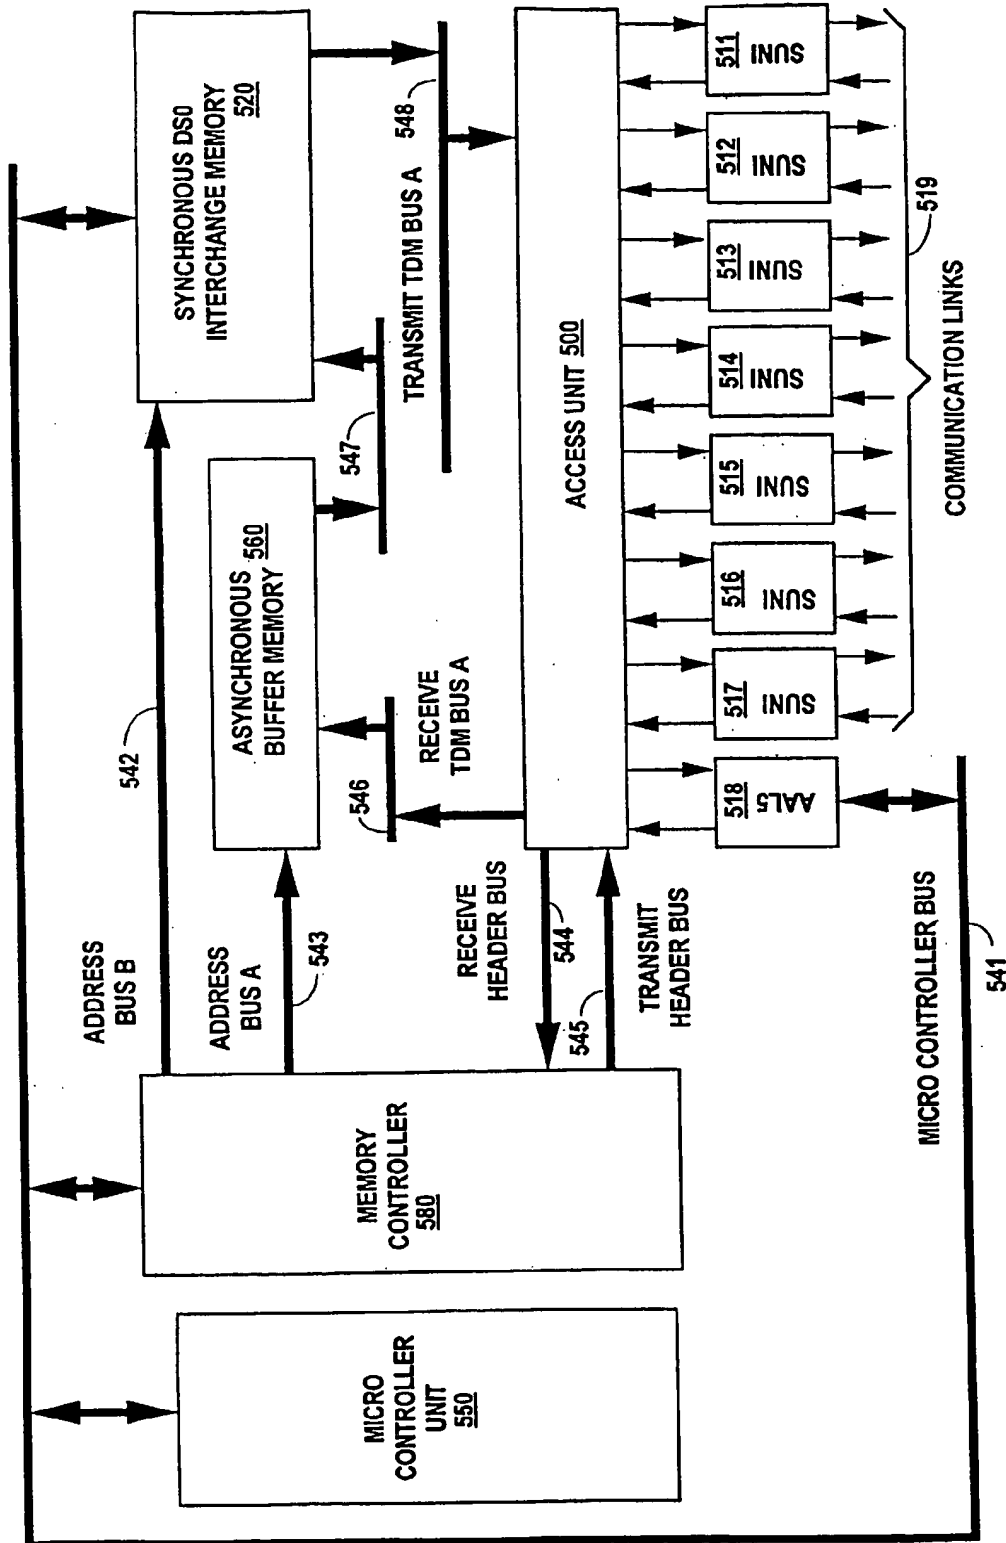 ADDRESS
BUS B
542
SYNCHRONOUS DS0
INTERCHANGE MEMORY
520
ADDRESS
BUS A
543
ASYNCHRONOUS
BUFFER MEMORY 560
547
TRANSMIT TDM BUS A
548
546
RECEIVE
TDM BUS A
MICRO
CONTROLLER
UNIT
550
MEMORY
CONTROLLER
580
RECEIVE
HEADER BUS
544
545
TRANSMIT
HEADER BUS
ACCESS UNIT 500
518
AAL5
517
SUNI
516
SUNI
515
SUNI
514
SUNI
513
SUNI
512
SUNI
511
SUNI
519
COMMUNICATION LINKS
MICRO CONTROLLER BUS
541